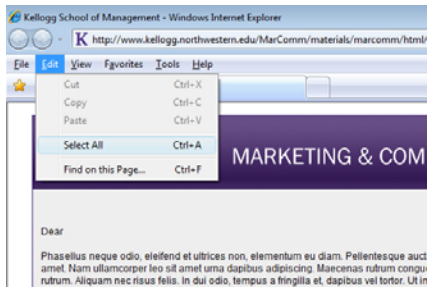 Kellogg School of Management - Windows Internet Explorer
K http://www.kellogg.northwestern.edu/MarComm/materials/marcomm/html/
File Edit View Favorites Tools Help
Cut Ctrl+X
Copy Ctrl+C
Paste Ctrl+V
Select All Ctrl+A
Find on this Page... Ctrl+F
MARKETING & COM
Dear
Phasellus neque odio, eleifend et ultrices non, elementum eu diam. Pellentesque auct
amet. Nam ullamcorper leo sit amet urna dapibus adipiscing. Maecenas rutrum congue
rutrum. Aliquam nec risus felis. In dui odio, tempus a fringilla et, dapibus vel tortor. Ut in